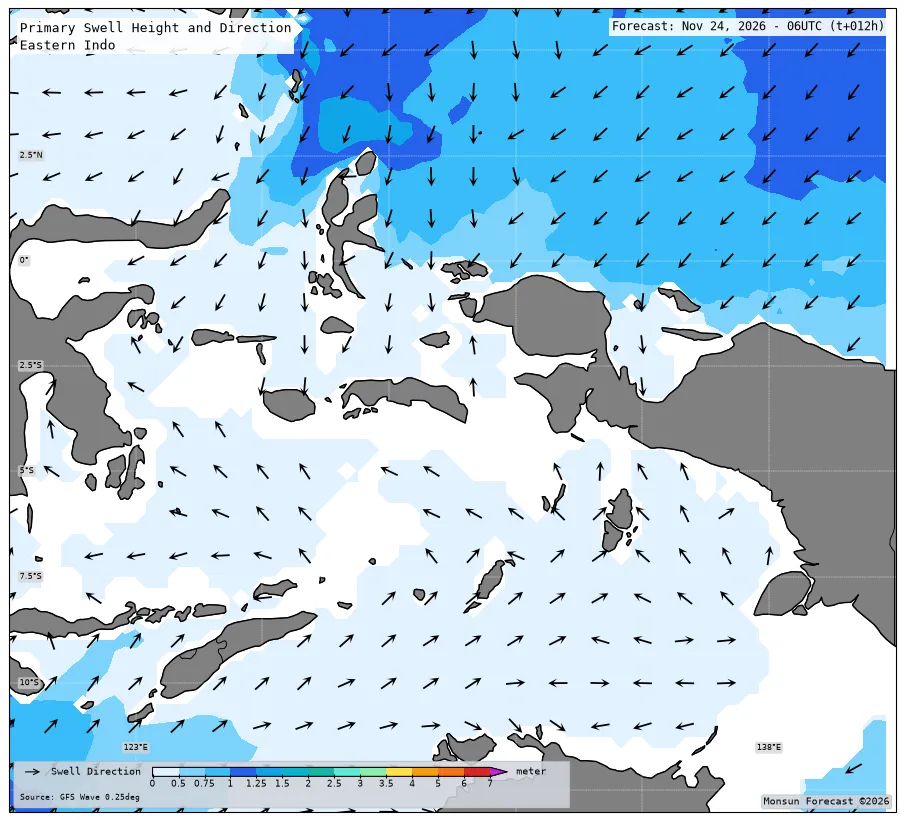 Primary Swell Height and Direction
Eastern Indo
Forecast: Nov 24, 2026 - 06UTC (t+012h)
2.5°N
0°
2.5°S
5°S
7.5°S
10°S
123°E
138°E
Swell Direction
0 0.5 0.75 1 1.25 1.5 2 2.5 3 3.5 4 5 6 7
meter
Source: GFS Wave 0.25deg
Monsun Forecast ©2026